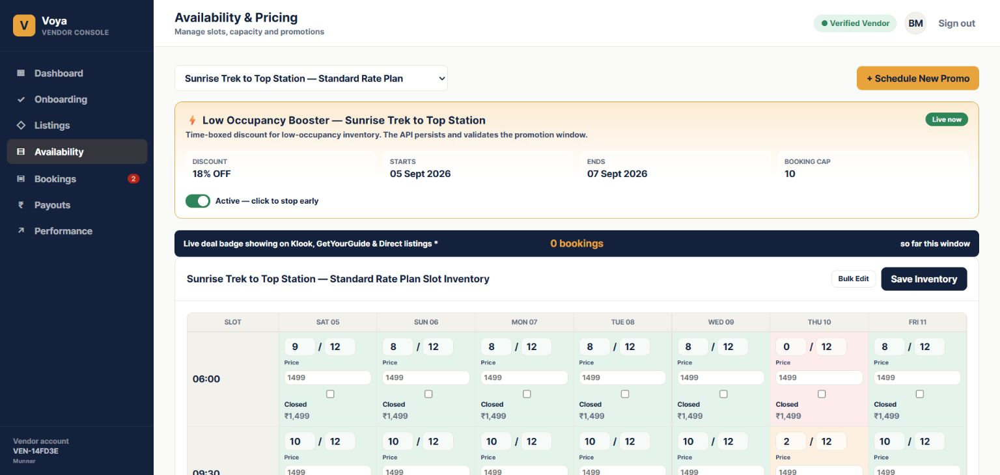 V
Voya
VENDOR CONSOLE
Dashboard
Onboarding
Listings
Availability
Bookings 2
₹ Payouts
Performance
Vendor account
VEN-14FD3E
Munnar
Availability & Pricing
Manage slots, capacity and promotions
Verified Vendor BM Sign out
Sunrise Trek to Top Station — Standard Rate Plan
+ Schedule New Promo
Low Occupancy Booster — Sunrise Trek to Top Station
Live now
Time-boxed discount for low-occupancy inventory. The API persists and validates the promotion window.
DISCOUNT STARTS ENDS BOOKING CAP
18% OFF 05 Sept 2026 07 Sept 2026 10
Active — click to stop early
Live deal badge showing on Klook, GetYourGuide & Direct listings * 0 bookings so far this window
Sunrise Trek to Top Station — Standard Rate Plan Slot Inventory
Bulk Edit Save Inventory
SLOT SAT 05 SUN 06 MON 07 TUE 08 WED 09 THU 10 FRI 11
9 / 12 8 / 12 8 / 12 8 / 12 8 / 12 0 / 12 8 / 12
Price Price Price Price Price Price Price
06:00 1499 1499 1499 1499 1499 1499 1499
Closed Closed Closed Closed Closed Closed Closed
₹1,499 ₹1,499 ₹1,499 ₹1,499 ₹1,499 ₹1,499 ₹1,499
10 / 12 10 / 12 10 / 12 10 / 12 10 / 12 2 / 12 10 / 12
Price Price Price Price Price Price Price
09:30 1499 1499 1499 1499 1499 1499 1499